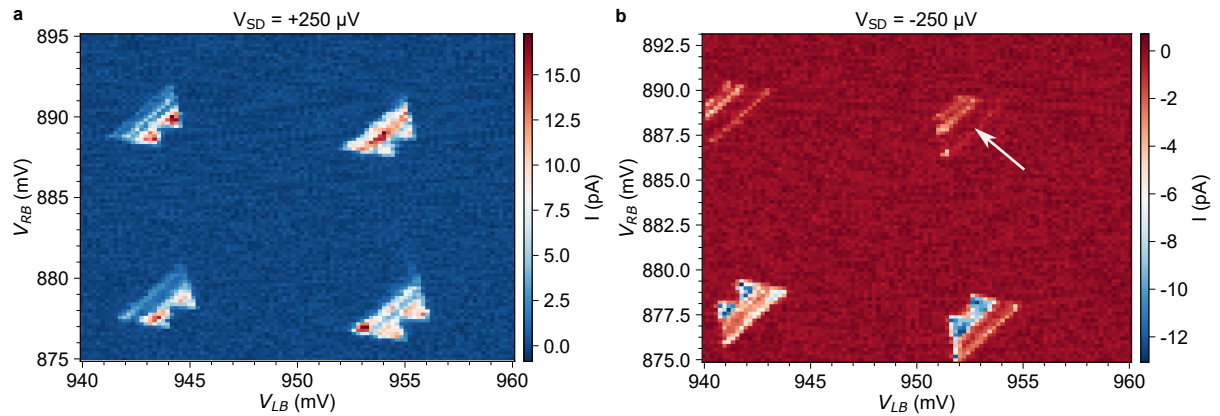 a
V_SD = +250 µV
895
890
885
880
875
V_RB (mV)
940 945 950 955 960
V_LB (mV)
15.0
12.5
10.0
7.5
5.0
2.5
0.0
I (pA)
b
V_SD = -250 µV
892.5
890.0
887.5
885.0
882.5
880.0
877.5
875.0
V_RB (mV)
940 945 950 955 960
V_LB (mV)
0
-2
-4
-6
-8
-10
-12
I (pA)